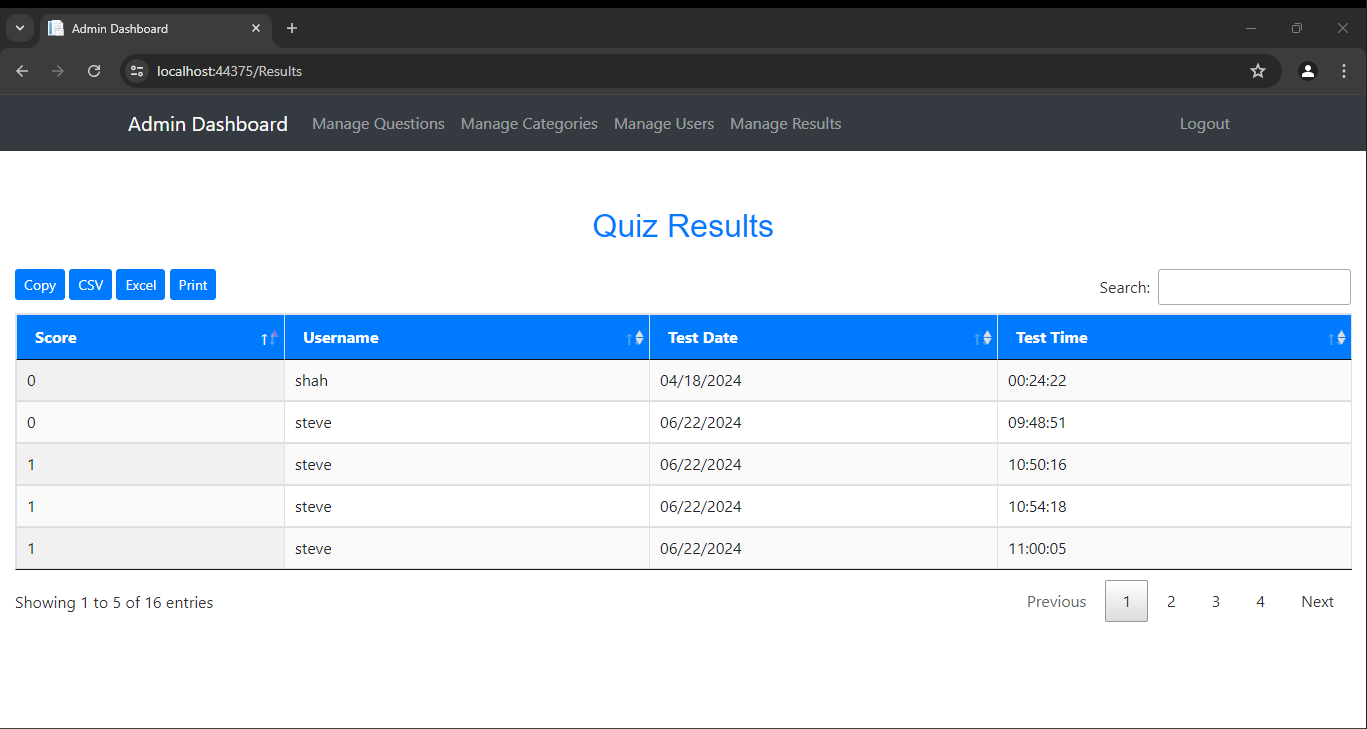 Admin Dashboard
localhost:44375/Results
Admin Dashboard Manage Questions Manage Categories Manage Users Manage Results Logout
Quiz Results
Copy CSV Excel Print Search:
Score Username Test Date Test Time
0 shah 04/18/2024 00:24:22
0 steve 06/22/2024 09:48:51
1 steve 06/22/2024 10:50:16
1 steve 06/22/2024 10:54:18
1 steve 06/22/2024 11:00:05
Showing 1 to 5 of 16 entries Previous 1 2 3 4 Next